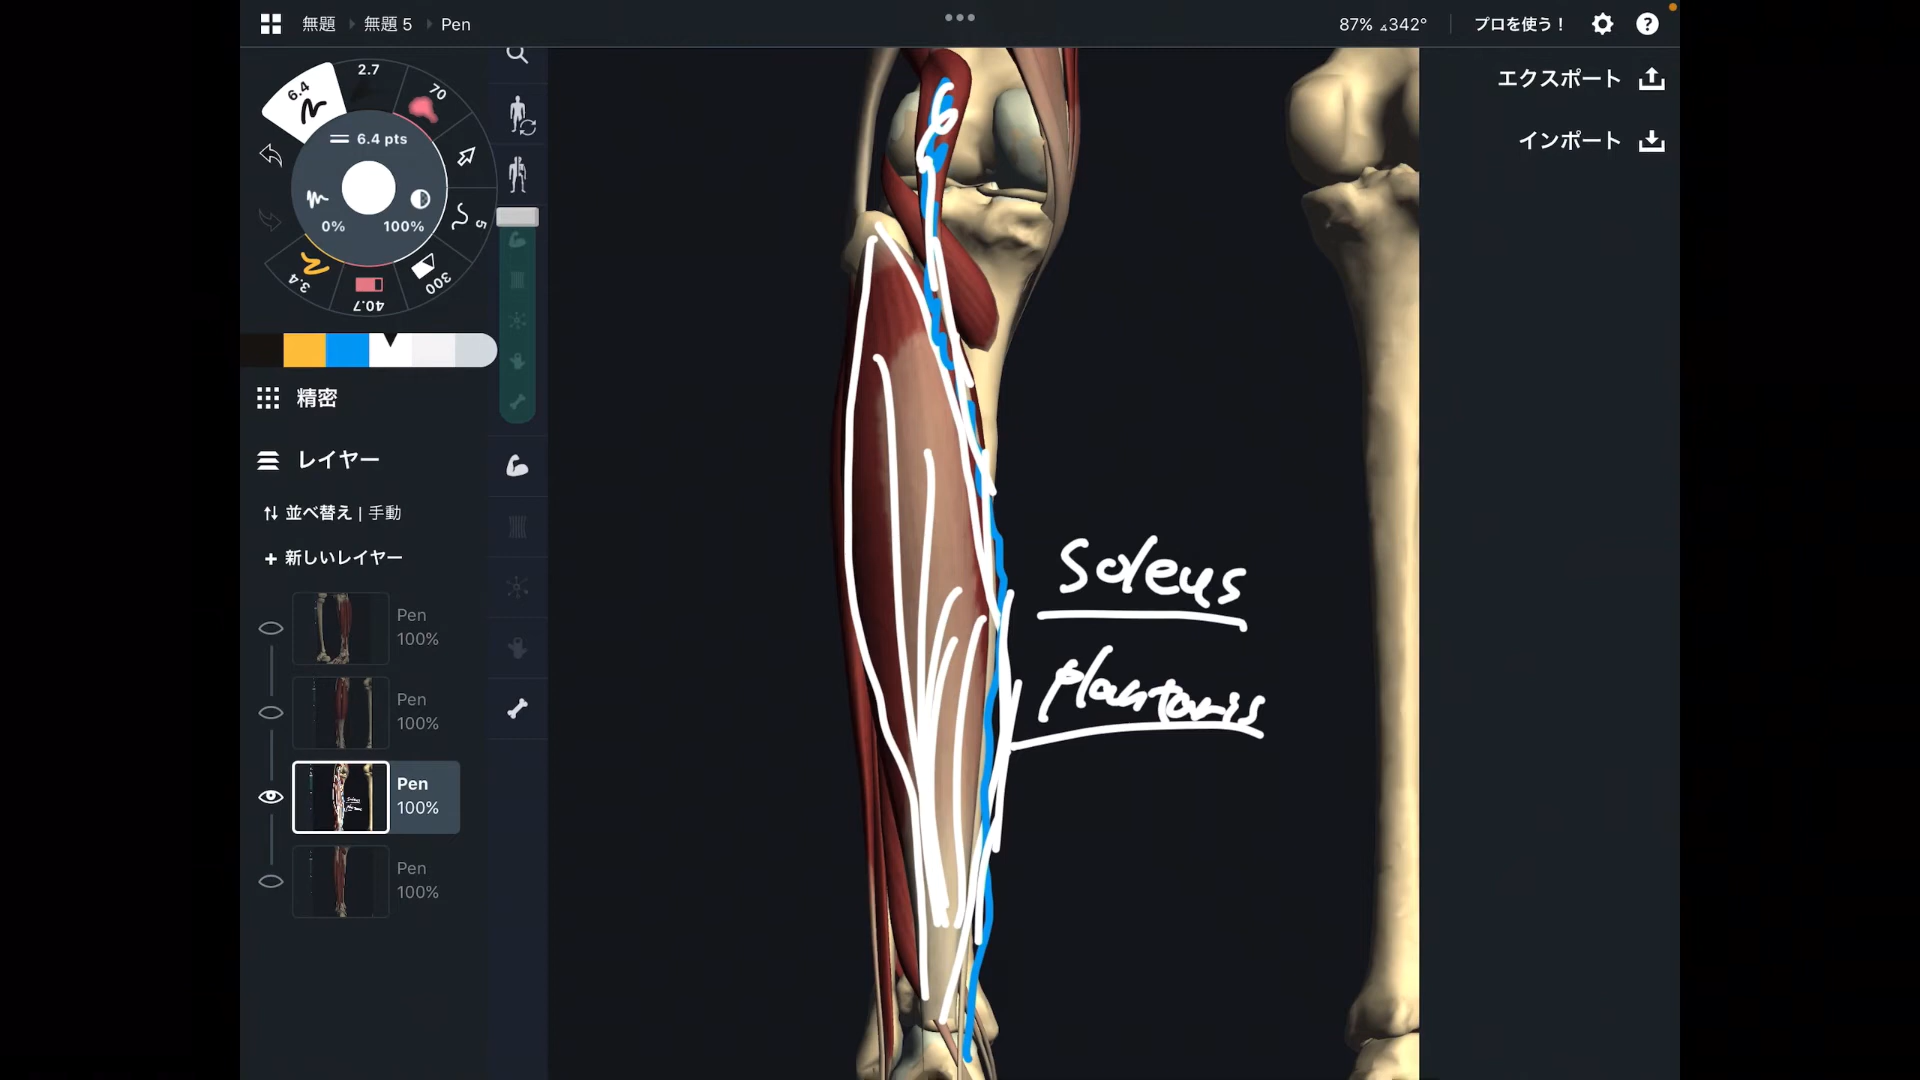 無題 無題 5 Pen
87% ⊿342°
プロを使う！
エクスポート
インポート
6.4
2.7
70
6.4 pts
0%
100%
5
300
40.7
3.4
精密
レイヤー
並べ替え | 手動
+ 新しいレイヤー
Pen
100%
Pen
100%
Pen
100%
Pen
100%
Soleus
plantaris